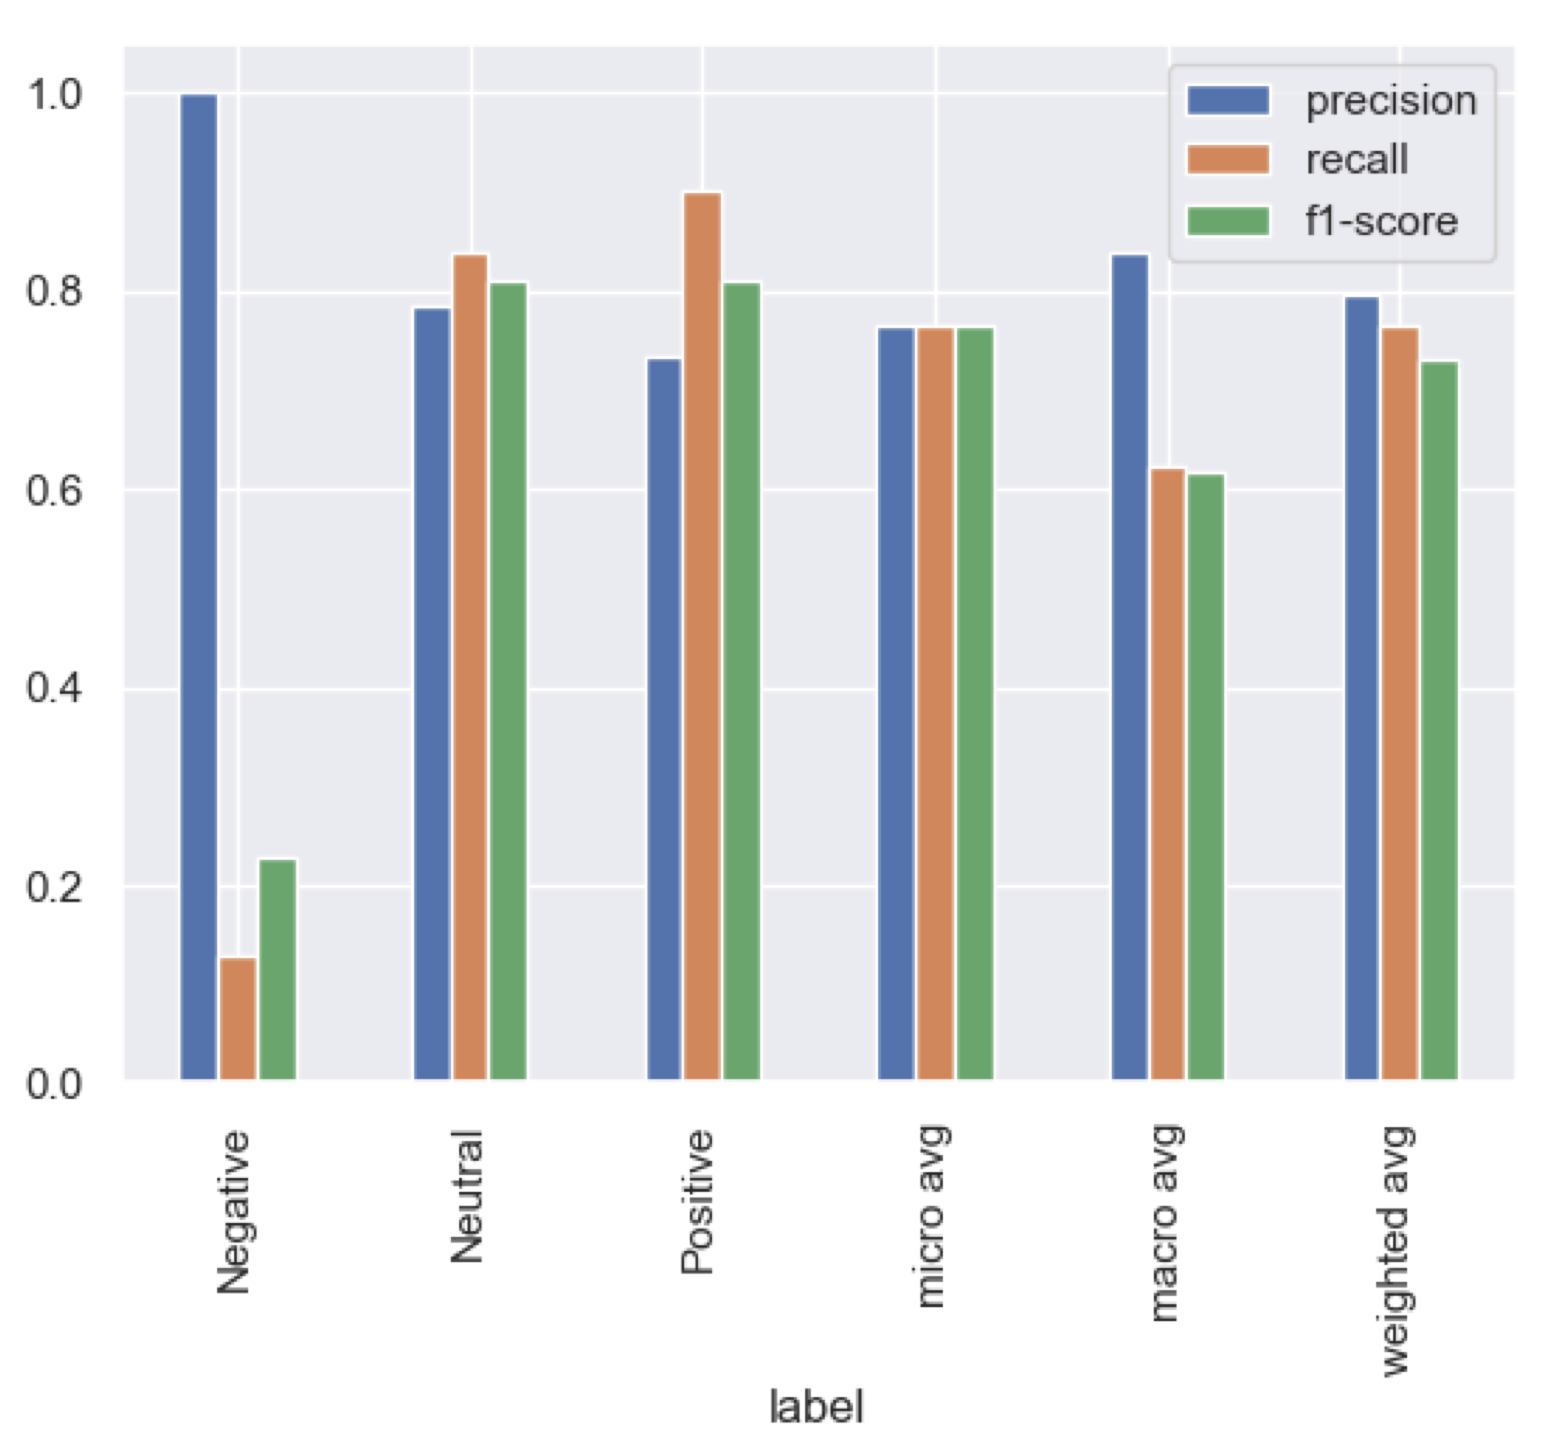 1.0
0.8
0.6
0.4
0.2
0.0
precision
recall
f1-score
Negative
Neutral
Positive
micro avg
macro avg
weighted avg
label